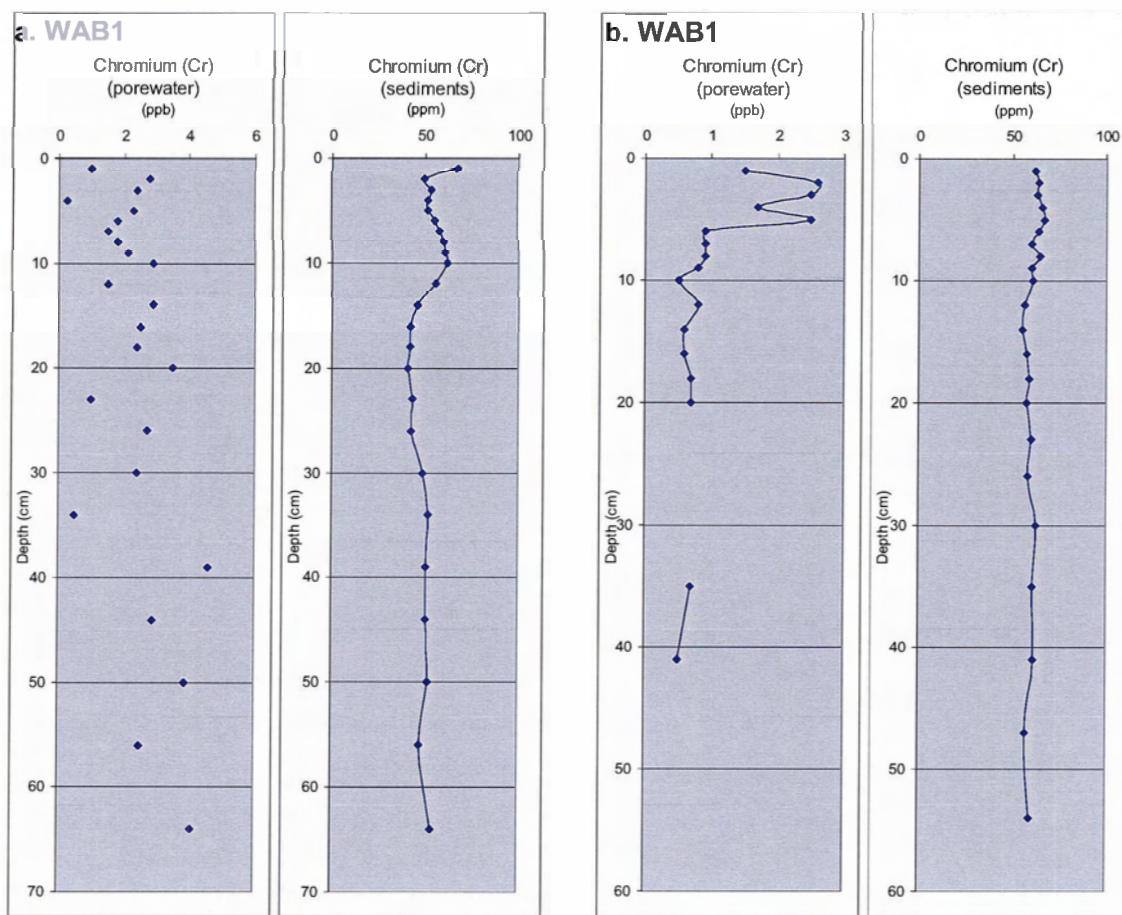 a. WAB1
Chromium (Cr)
(porewater)
(ppb)
0 2 4 6
0
10
20
30
40
50
60
70
Depth (cm)
Chromium (Cr)
(sediments)
(ppm)
0 50 100
0
10
20
30
40
50
60
70
Depth (cm)
b. WAB1
Chromium (Cr)
(porewater)
(ppb)
0 1 2 3
0
10
20
30
40
50
60
Depth (cm)
Chromium (Cr)
(sediments)
(ppm)
0 50 100
0
10
20
30
40
50
60
Depth (cm)